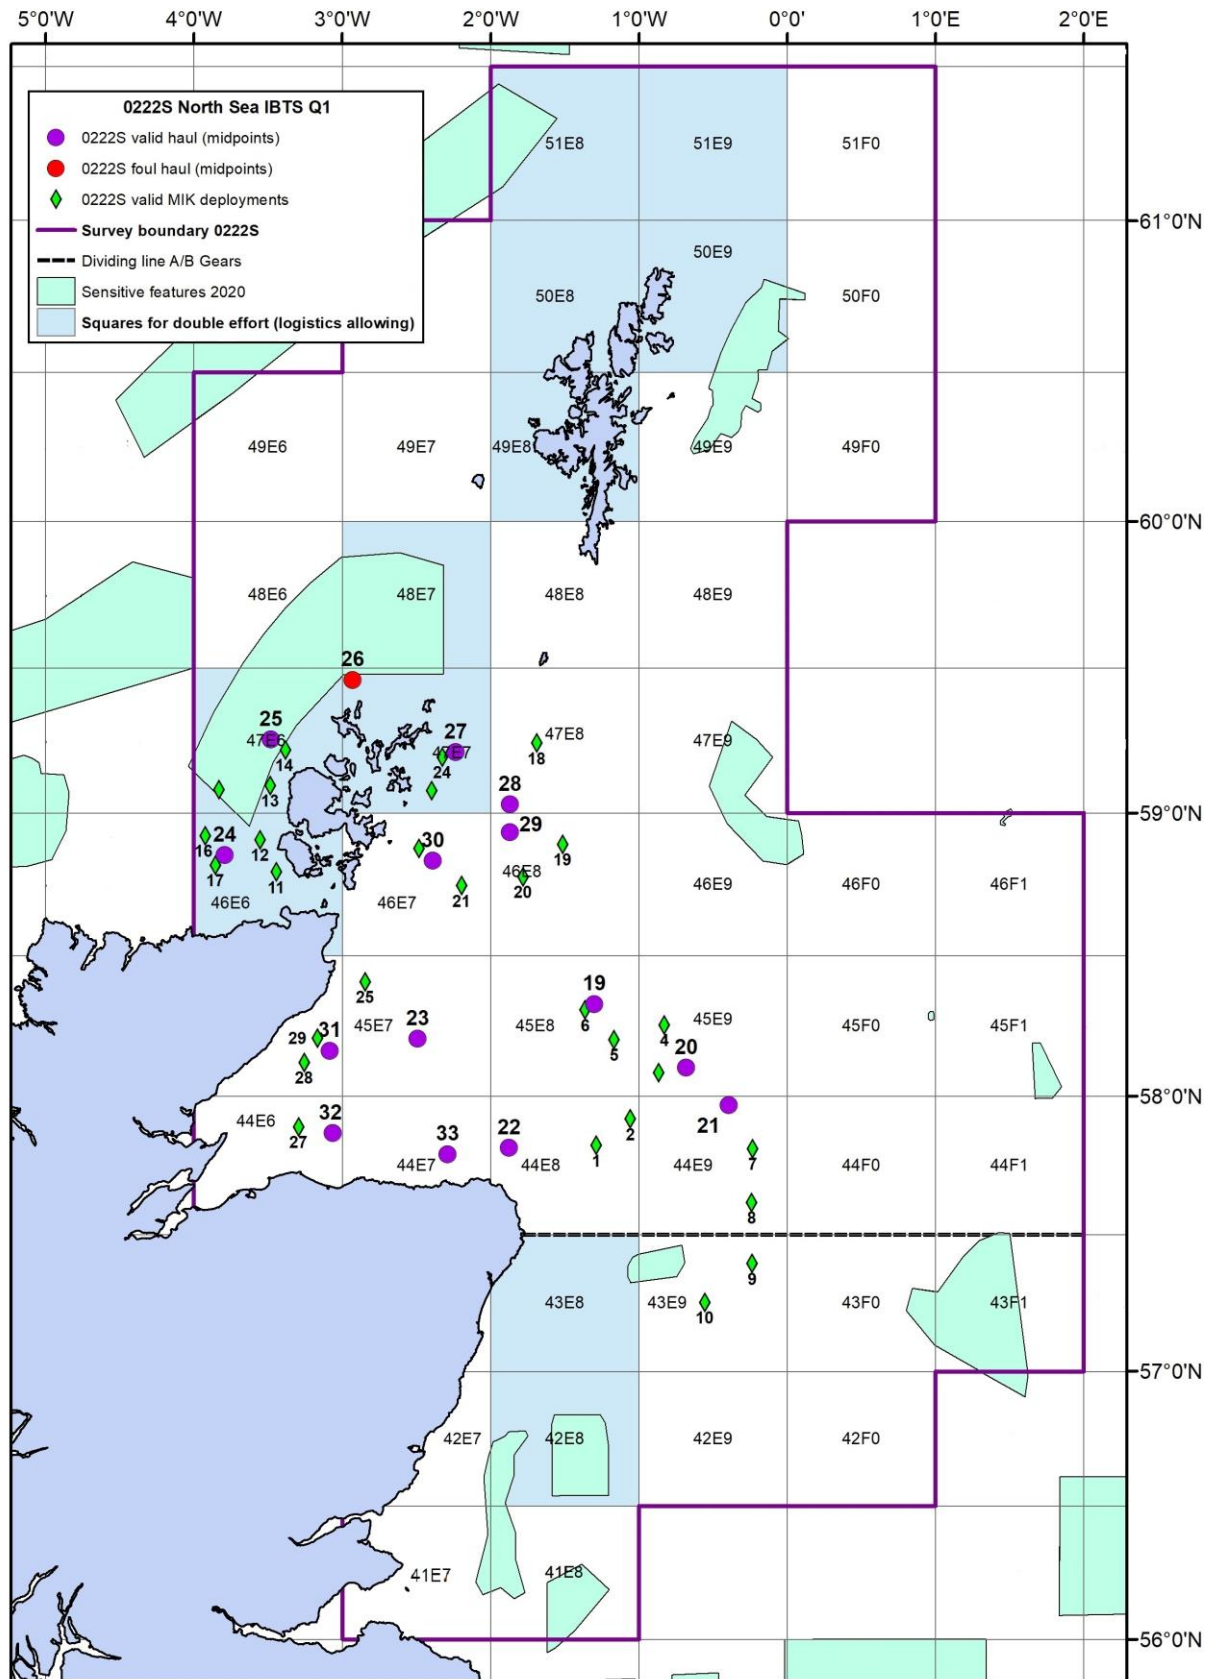 5°0'W 4°0'W 3°0'W 2°0'W 1°0'W 0°0' 1°0'E 2°0'E
0222S North Sea IBTS Q1
0222S valid haul (midpoints)
0222S foul haul (midpoints)
0222S valid MIK deployments
Survey boundary 0222S
Dividing line A/B Gears
Sensitive features 2020
Squares for double effort (logistics allowing)
51E8 51E9 51F0
61°0'N
50E9
50E8 50F0
49E6 49E7 49E8 49E9 49F0
60°0'N
48E6 48E7 48E8 48E9
26
25 27
47E6 47E7 47E8 47E9
14 24 18
13 28
59°0'N
24 29
16 12 30 19
17 11 46E8
46E6 46E7 21 20 46E9 46F0 46F1
25 19
31 23 6 45E9
29 45E7 45E8 5 4 45F0 45F1
28 20
58°0'N
32 21
44E6 27 22 2
33 1 7
44E7 44E8 44E9 44F0 44F1
8
9
43E8 43E9 10 43F0 43F1
57°0'N
42E7 42E8 42E9 42F0
41E7 41E8
56°0'N